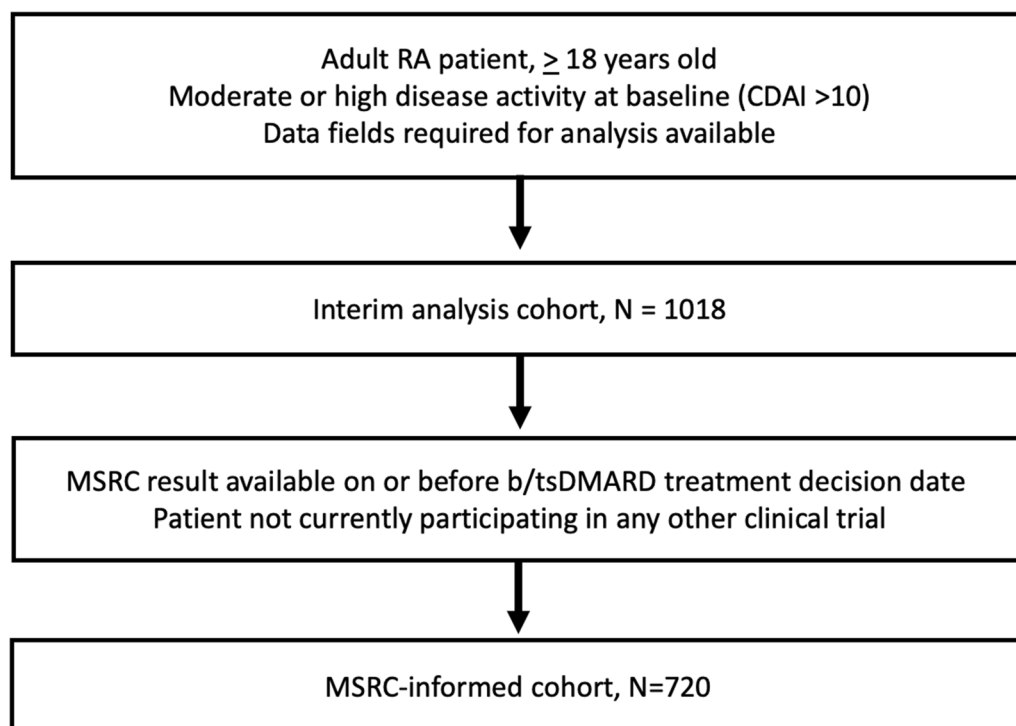 Adult RA patient, ≥ 18 years old
Moderate or high disease activity at baseline (CDAI >10)
Data fields required for analysis available
Interim analysis cohort, N = 1018
MSRC result available on or before b/tsDMARD treatment decision date
Patient not currently participating in any other clinical trial
MSRC-informed cohort, N=720